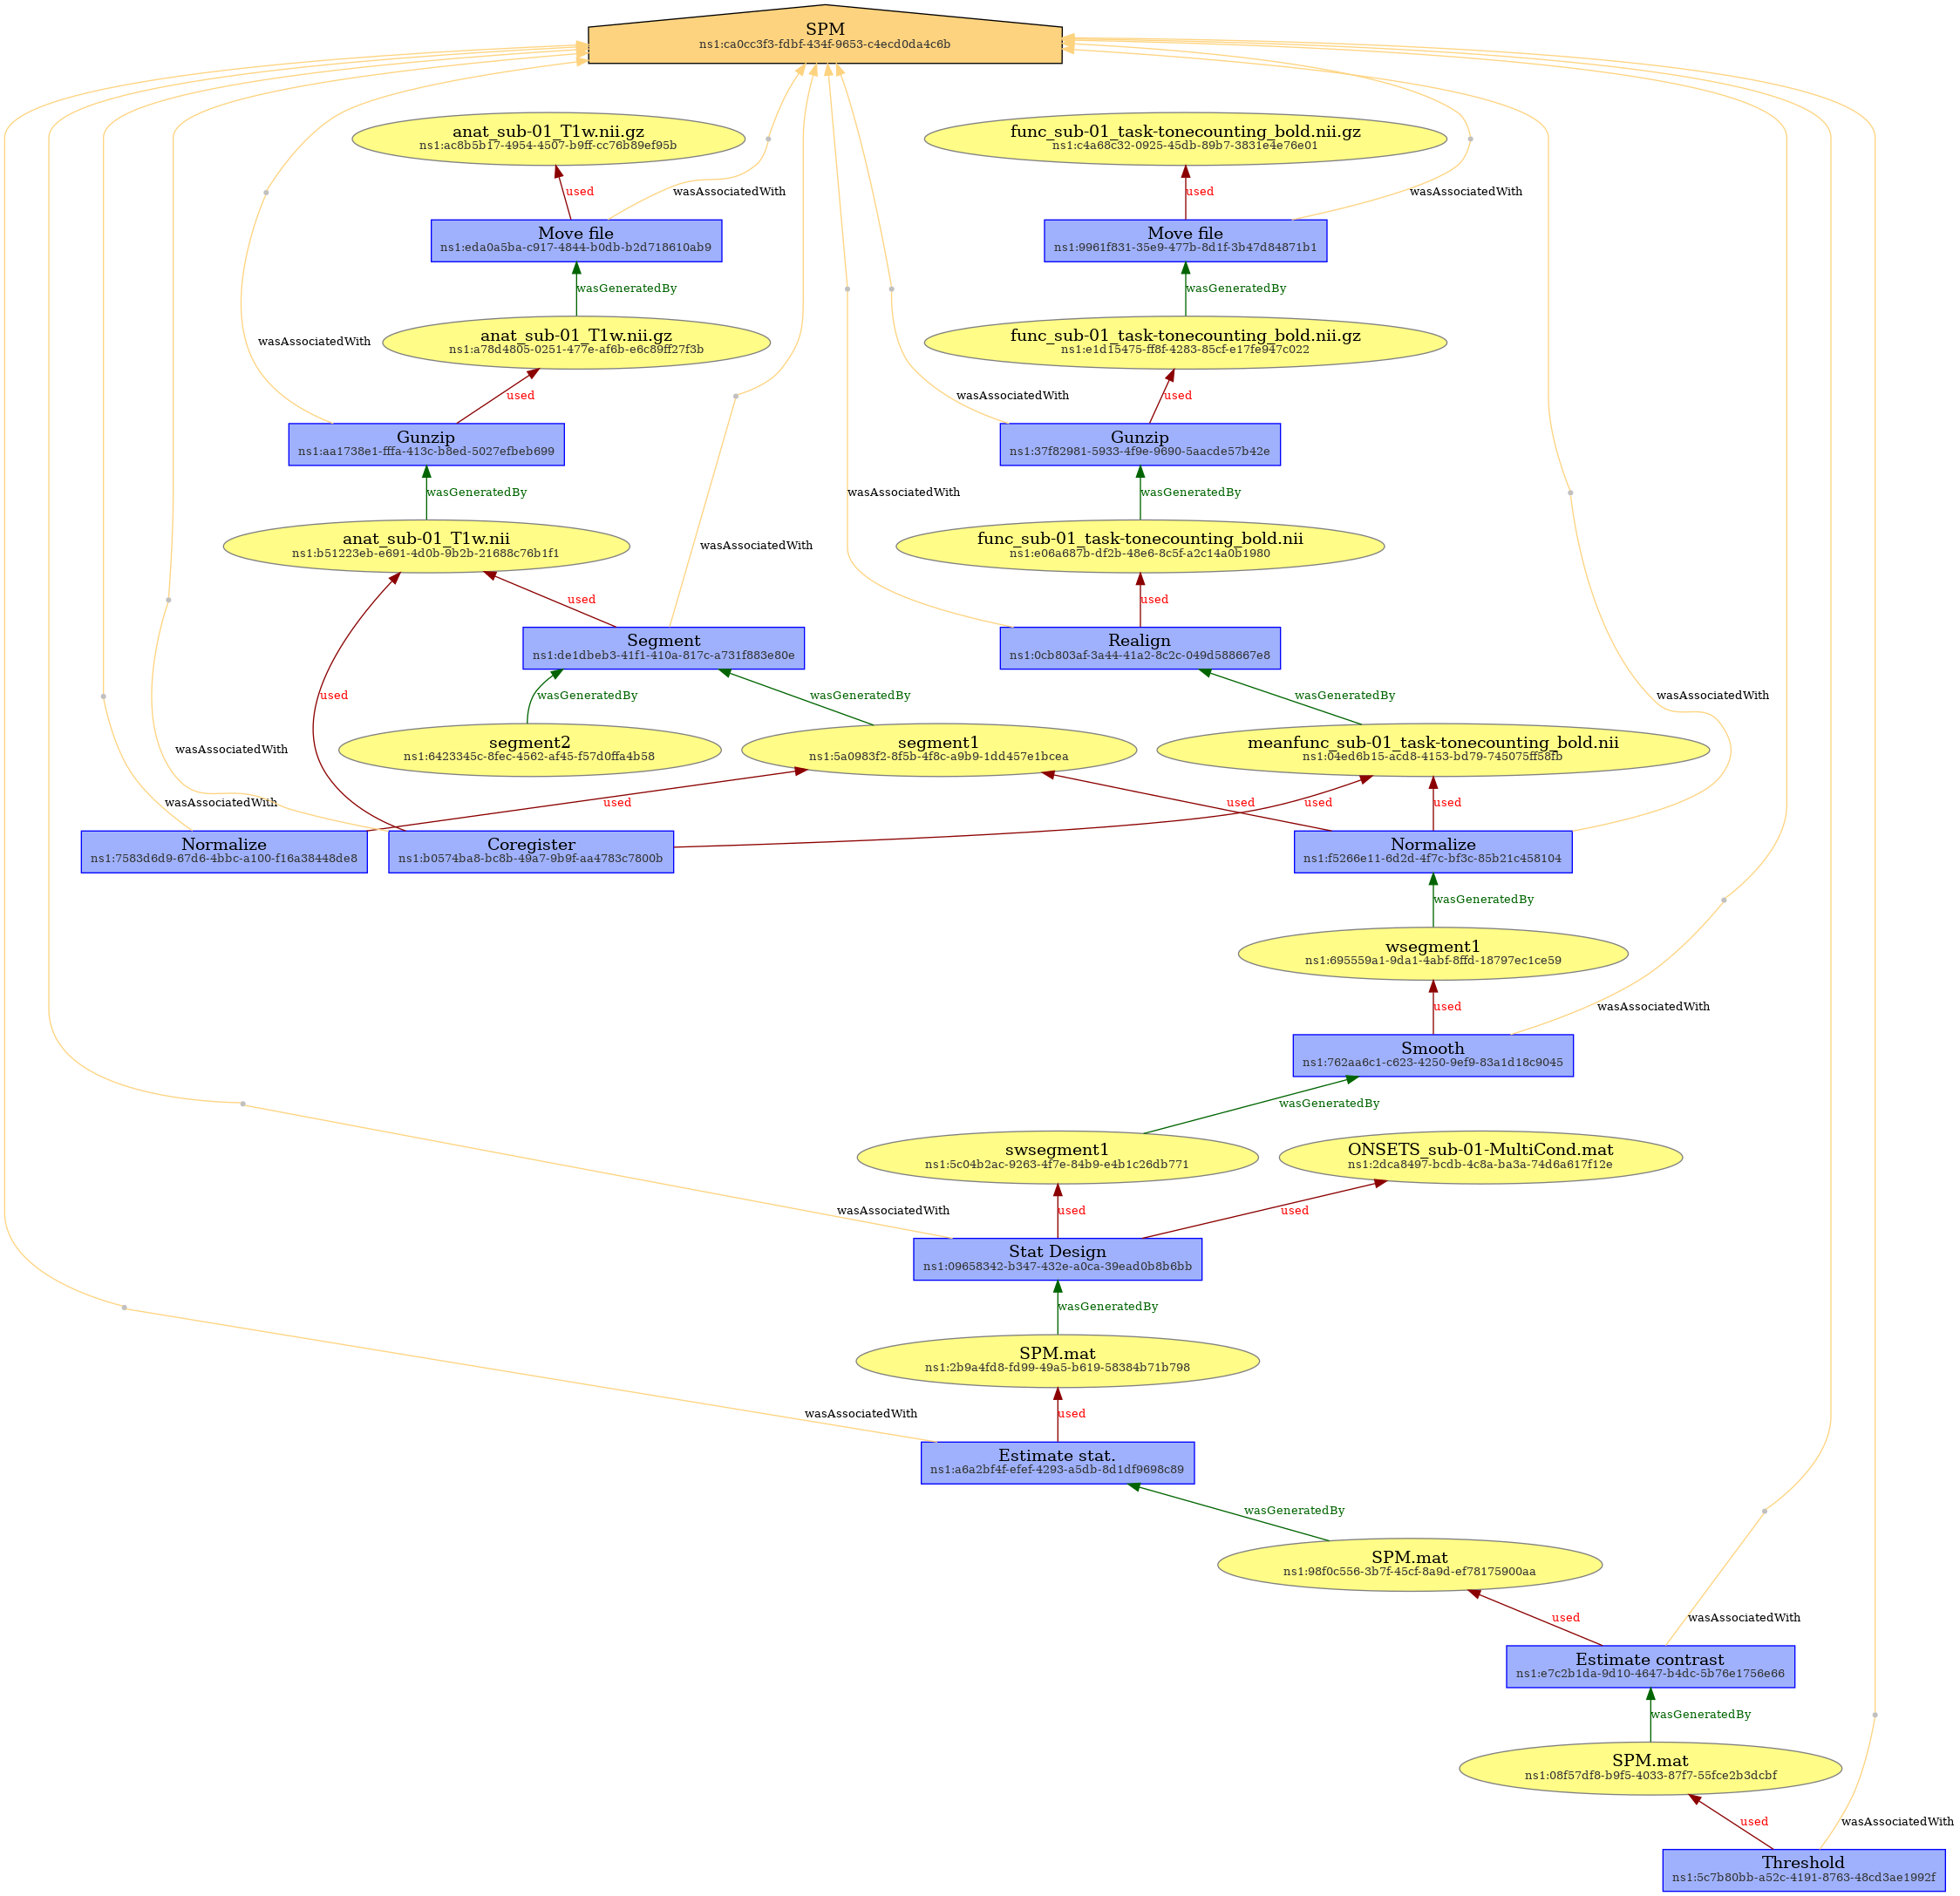 SPM
ns1:ca0cc3f3-fdbf-434f-9653-c4ecd0da4c6b
anat_sub-01_T1w.nii.gz
ns1:ac8b5b17-4954-4507-b9ff-cc76b89ef95b
func_sub-01_task-tonecounting_bold.nii.gz
ns1:c4a68c32-0925-45db-89b7-3831e4e76e01
used
wasAssociatedWith
used
wasAssociatedWith
Move file
ns1:eda0a5ba-c917-4844-b0db-b2d718610ab9
Move file
ns1:9961f831-35e9-477b-8d1f-3b47d84871b1
wasGeneratedBy
wasGeneratedBy
anat_sub-01_T1w.nii.gz
ns1:a78d4805-0251-477e-af6b-e6c89ff27f3b
func_sub-01_task-tonecounting_bold.nii.gz
ns1:e1d15475-ff8f-4283-85cf-e17fe947c022
wasAssociatedWith
used
wasAssociatedWith
used
Gunzip
ns1:aa1738e1-fffa-413c-b8ed-5027efbeb699
Gunzip
ns1:37f82981-5933-4f9e-9690-5aacde57b42e
wasGeneratedBy
wasAssociatedWith
wasGeneratedBy
anat_sub-01_T1w.nii
ns1:b51223eb-e691-4d0b-9b2b-21688c76b1f1
wasAssociatedWith
func_sub-01_task-tonecounting_bold.nii
ns1:e06a687b-df2b-48e6-8c5f-a2c14a0b1980
used
used
Segment
ns1:de1dbeb3-41f1-410a-817c-a731f883e80e
Realign
ns1:0cb803af-3a44-41a2-8c2c-049d588667e8
used
wasGeneratedBy
wasGeneratedBy
wasGeneratedBy
wasAssociatedWith
wasAssociatedWith
segment2
ns1:6423345c-8fec-4562-af45-f57d0ffa4b58
segment1
ns1:5a0983f2-8f5b-4f8c-a9b9-1dd457e1bcea
meanfunc_sub-01_task-tonecounting_bold.nii
ns1:04ed6b15-acd8-4153-bd79-745075ff58fb
wasAssociatedWith
used
used
used
used
Normalize
ns1:7583d6d9-67d6-4bbc-a100-f16a38448de8
Coregister
ns1:b0574ba8-bc8b-49a7-9b9f-aa4783c7800b
Normalize
ns1:f5266e11-6d2d-4f7c-bf3c-85b21c458104
wasGeneratedBy
wsegment1
ns1:695559a1-9da1-4abf-8ffd-18797ec1ce59
used
wasAssociatedWith
Smooth
ns1:762aa6c1-c623-4250-9ef9-83a1d18c9045
wasGeneratedBy
swsegment1
ns1:5c04b2ac-9263-4f7e-84b9-e4b1c26db771
ONSETS_sub-01-MultiCond.mat
ns1:2dca8497-bcdb-4c8a-ba3a-74d6a617f12e
wasAssociatedWith
used
used
Stat Design
ns1:09658342-b347-432e-a0ca-39ead0b8b6bb
wasGeneratedBy
SPM.mat
ns1:2b9a4fd8-fd99-49a5-b619-58384b71b798
wasAssociatedWith
used
Estimate stat.
ns1:a6a2bf4f-efef-4293-a5db-8d1df9698c89
wasGeneratedBy
SPM.mat
ns1:98f0c556-3b7f-45cf-8a9d-ef78175900aa
used
wasAssociatedWith
Estimate contrast
ns1:e7c2b1da-9d10-4647-b4dc-5b76e1756e66
wasGeneratedBy
SPM.mat
ns1:08f57df8-b9f5-4033-87f7-55fce2b3dcbf
used
wasAssociatedWith
Threshold
ns1:5c7b80bb-a52c-4191-8763-48cd3ae1992f